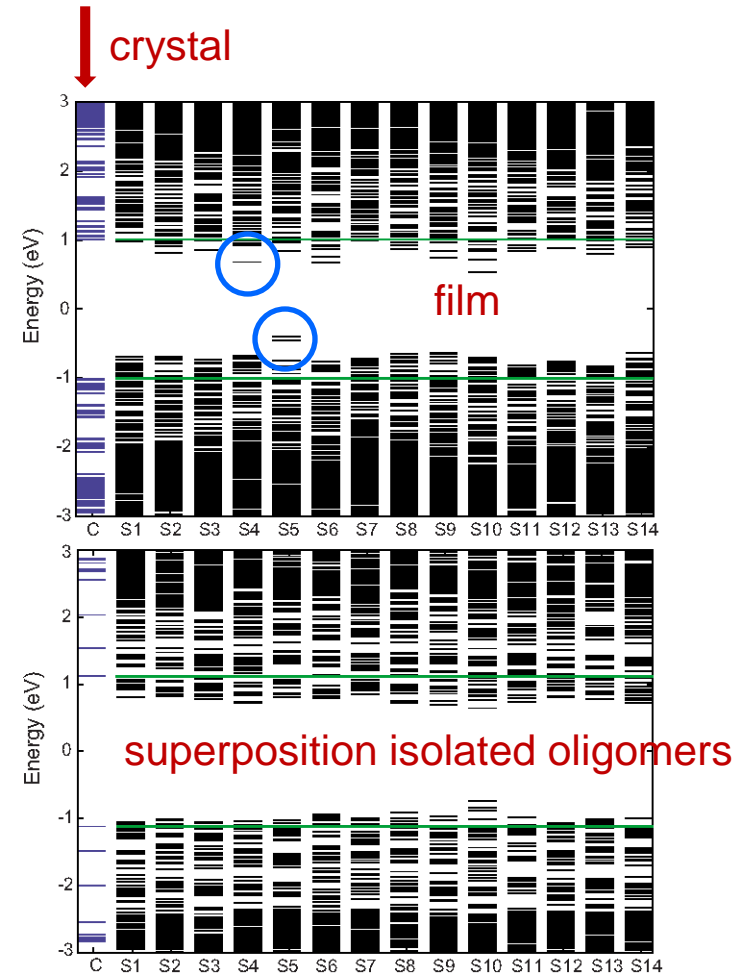 crystal
3
2
1
0
-1
-2
-3
Energy (eV)
film
C S1 S2 S3 S4 S5 S6 S7 S8 S9 S10 S11 S12 S13 S14
3
2
1
0
-1
-2
-3
Energy (eV)
superposition isolated oligomers
C S1 S2 S3 S4 S5 S6 S7 S8 S9 S10 S11 S12 S13 S14